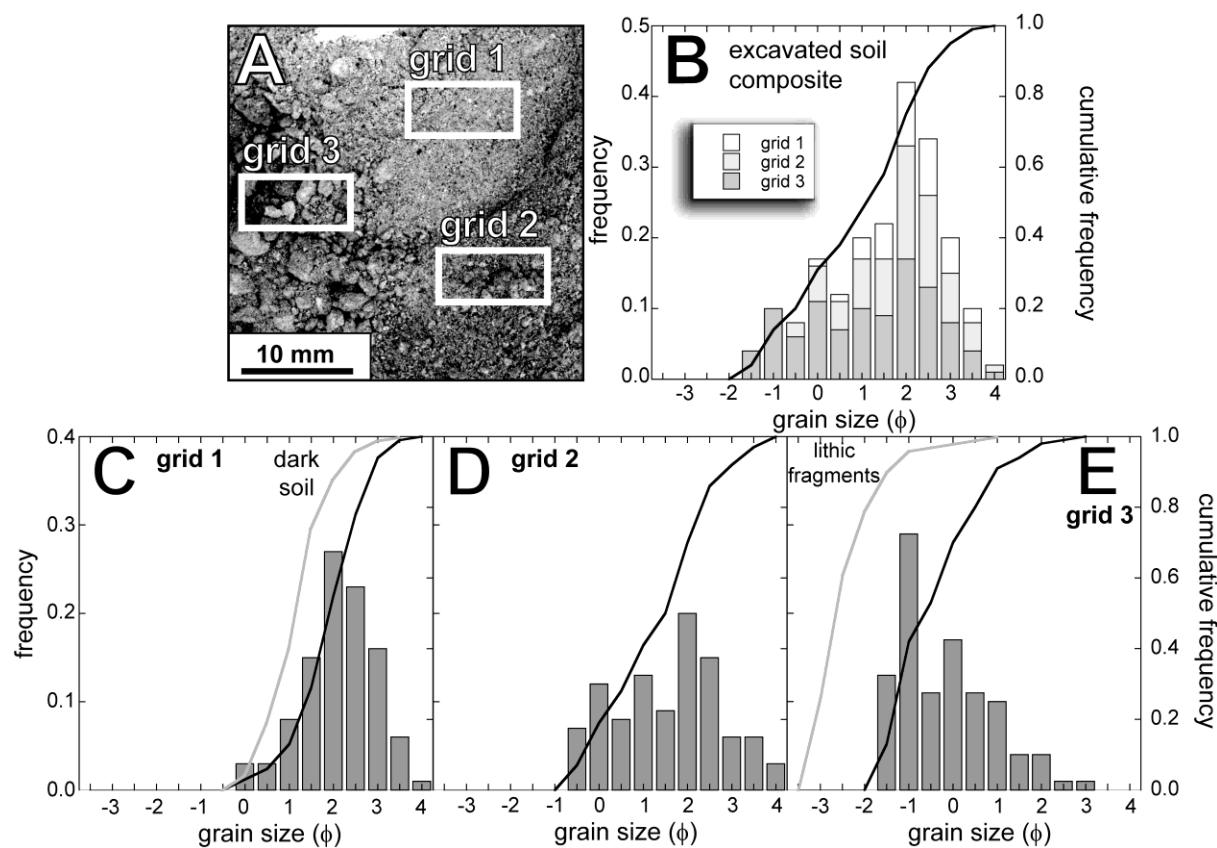 A
grid 1
grid 3
grid 2
10 mm
B
excavated soil
composite
grid 1
grid 2
grid 3
0.5
0.4
0.3
0.2
0.1
0.0
frequency
1.0
0.8
0.6
0.4
0.2
0.0
cumulative frequency
-3 -2 -1 0 1 2 3 4
grain size (ϕ)
C
grid 1
dark
soil
0.4
0.3
0.2
0.1
0.0
frequency
-3 -2 -1 0 1 2 3 4
grain size (ϕ)
D
grid 2
-3 -2 -1 0 1 2 3 4
grain size (ϕ)
lithic
fragments
E
grid 3
1.0
0.8
0.6
0.4
0.2
0.0
cumulative frequency
-3 -2 -1 0 1 2 3 4
grain size (ϕ)